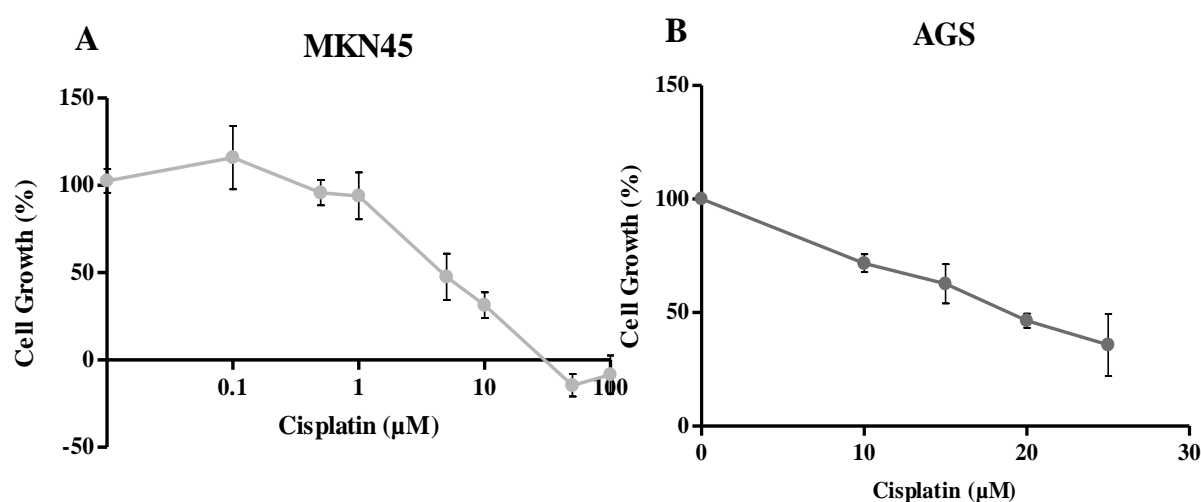 A
MKN45
150
100
50
0
-50
0.1
1
10
100
Cell Growth (%)
Cisplatin (μM)
B
AGS
150
100
50
0
0
10
20
30
Cell Growth (%)
Cisplatin (μM)